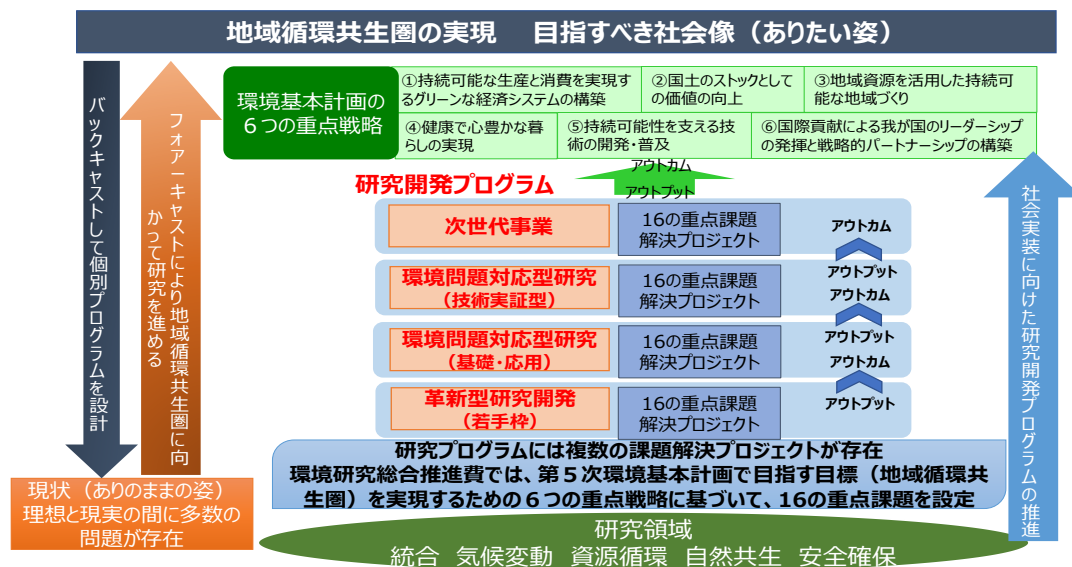 地域循環共生圏の実現　目指すべき社会像（ありたい姿）
バックキャストして個別プログラムを設計
フォアーキャストにより地域循環共生圏に向
かって研究を進める
環境基本計画の
６つの重点戦略
①持続可能な生産と消費を実現す
るグリーンな経済システムの構築
②国土のストックとして
の価値の向上
③地域資源を活用した持続可
能な地域づくり
④健康で心豊かな暮
らしの実現
⑤持続可能性を支える技
術の開発・普及
⑥国際貢献による我が国のリーダーシップ
の発揮と戦略的パートナーシップの構築
アウトカム
アウトプット
研究開発プログラム
次世代事業
16の重点課題
解決プロジェクト
アウトカム
アウトプット
環境問題対応型研究
（技術実証型）
16の重点課題
解決プロジェクト
アウトカム
アウトプット
環境問題対応型研究
（基礎・応用）
16の重点課題
解決プロジェクト
アウトカム
アウトプット
革新型研究開発
（若手枠）
16の重点課題
解決プロジェクト
社会実装に向けた研究開発プログラムの推進
研究プログラムには複数の課題解決プロジェクトが存在
環境研究総合推進費では、第５次環境基本計画で目指す目標（地域循環共
生圏）を実現するための６つの重点戦略に基づいて、16の重点課題を設定
現状（ありのままの姿）
理想と現実の間に多数の
問題が存在
研究領域
統合　気候変動　資源循環　自然共生　安全確保